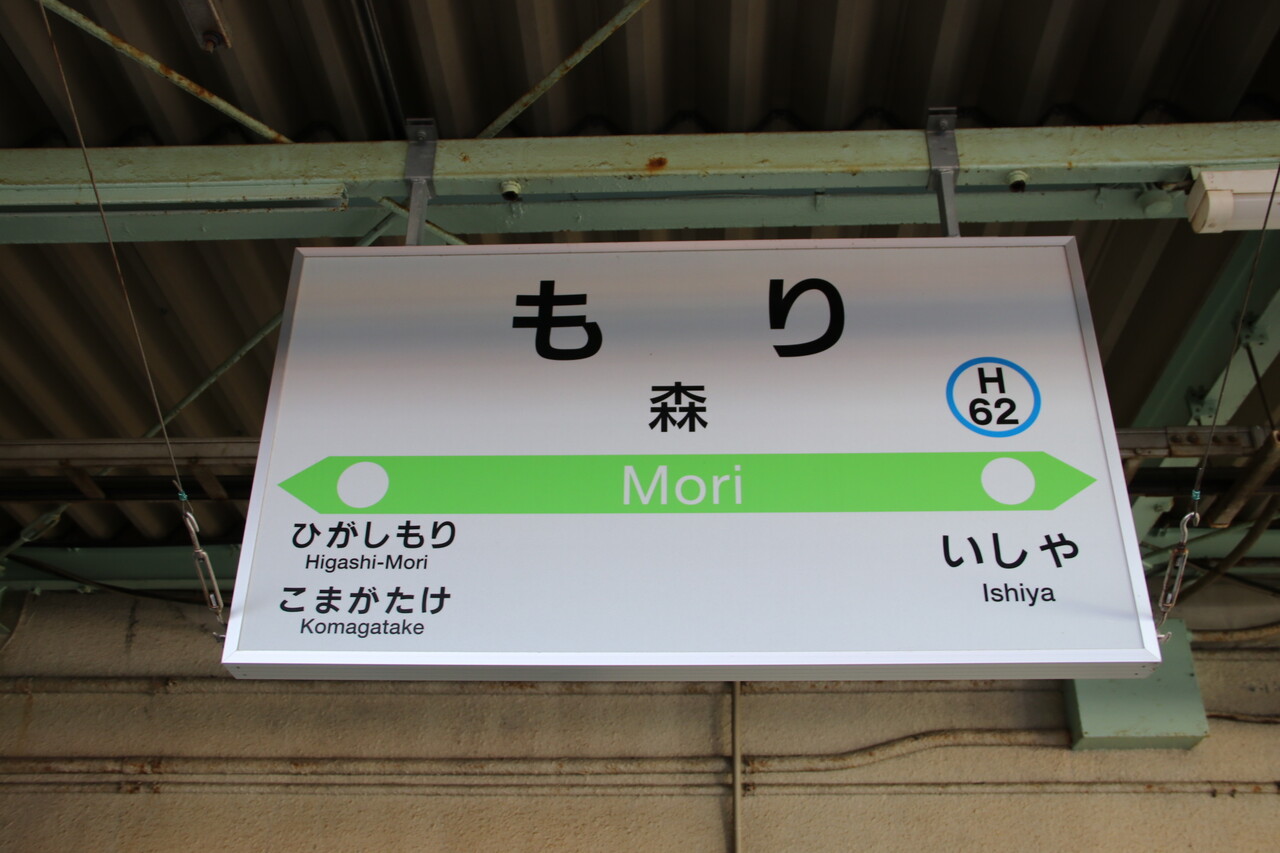 もり
森
H
62
Mori
ひがしもり
Higashi-Mori
こまがたけ
Komagatake
いしや
Ishiya